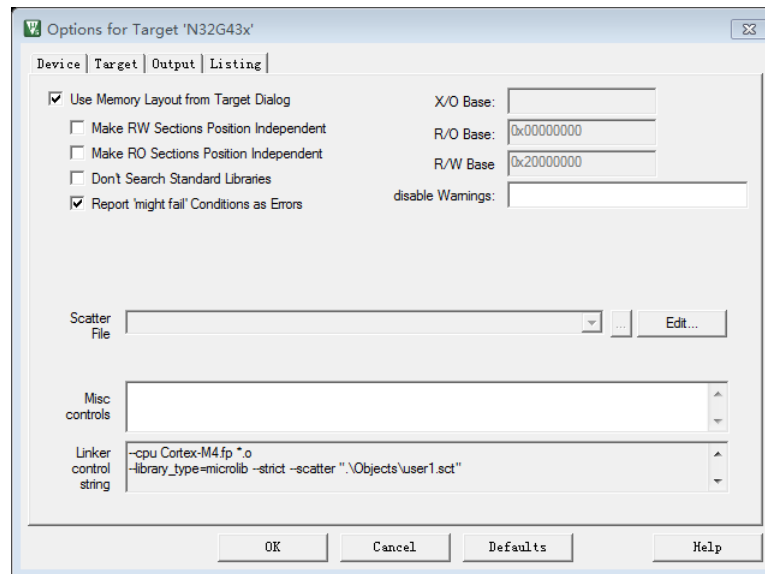 Options for Target 'N32G43x'
Device | Target | Output | Listing |
Use Memory Layout from Target Dialog
X/O Base:
Make RW Sections Position Independent
R/O Base: 0x00000000
Make RO Sections Position Independent
R/W Base 0x20000000
Don't Search Standard Libraries
disable Warnings:
Report 'might fail' Conditions as Errors
Scatter
File
...
Edit...
Misc
controls
Linker
control
string
--cpu Cortex-M4.fp *.o
--library_type=microlib --strict --scatter ".\Objects\user1.sct"
OK
Cancel
Defaults
Help